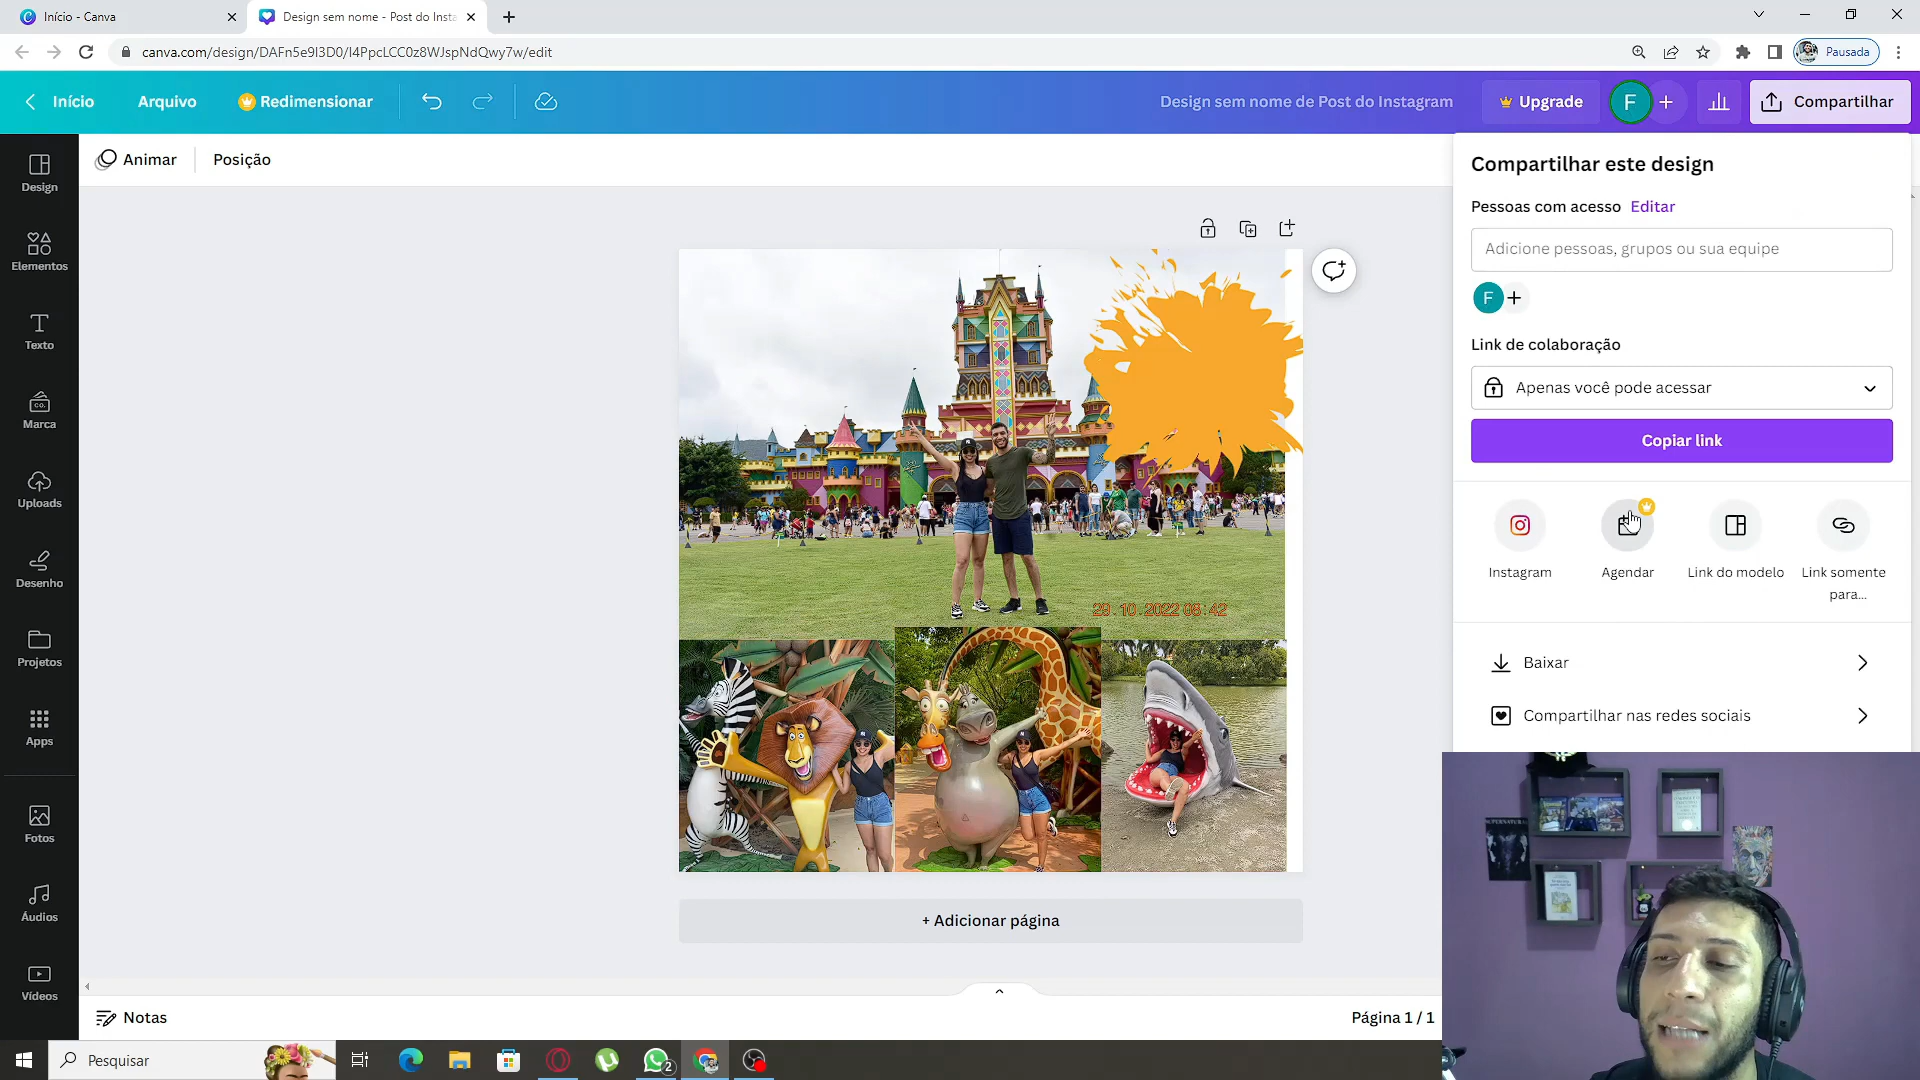 Início - Canva
Design sem nome - Post do Insta
canva.com/design/DAFn5e9I3D0/I4PpcLCC0z8WJspNdQwy7w/edit
Pausada
Início
Arquivo
Redimensionar
Design sem nome de Post do Instagram
Upgrade
F
Compartilhar
Animar
Posição
Design
Elementos
Texto
CO.
Marca
Uploads
Desenho
Projetos
Apps
Fotos
Áudios
Vídeos
29.10.2022 08:42
+ Adicionar página
Notas
Página 1 / 1
Compartilhar este design
Pessoas com acesso Editar
Adicione pessoas, grupos ou sua equipe
F
Link de colaboração
Apenas você pode acessar
Copiar link
Instagram
Agendar
Link do modelo
Link somente
para...
Baixar
Compartilhar nas redes sociais
SUPERNATURAL
Pesquisar
2